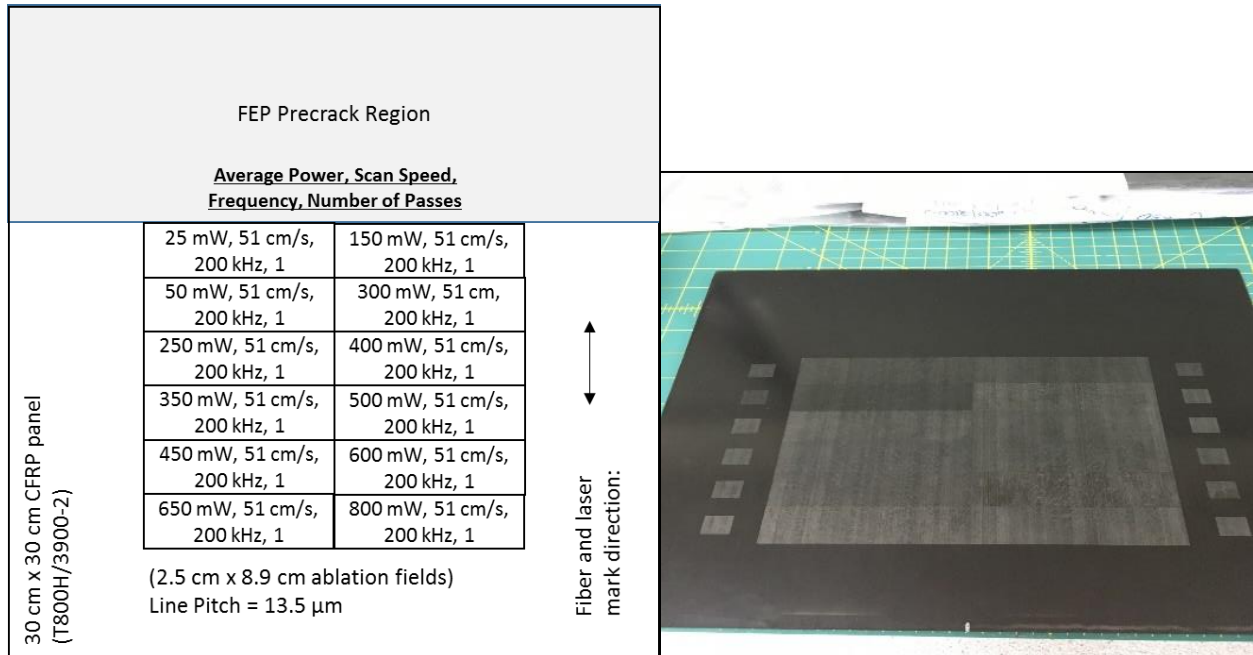 FEP Precrack Region
Average Power, Scan Speed,
Frequency, Number of Passes
25 mW, 51 cm/s,
200 kHz, 1
150 mW, 51 cm/s,
200 kHz, 1
50 mW, 51 cm/s,
200 kHz, 1
300 mW, 51 cm,
200 kHz, 1
250 mW, 51 cm/s,
200 kHz, 1
400 mW, 51 cm/s,
200 kHz, 1
350 mW, 51 cm/s,
200 kHz, 1
500 mW, 51 cm/s,
200 kHz, 1
450 mW, 51 cm/s,
200 kHz, 1
600 mW, 51 cm/s,
200 kHz, 1
650 mW, 51 cm/s,
200 kHz, 1
800 mW, 51 cm/s,
200 kHz, 1
(2.5 cm x 8.9 cm ablation fields)
Line Pitch = 13.5 µm
30 cm x 30 cm CFRP panel
(T800H/3900-2)
Fiber and laser
mark direction: